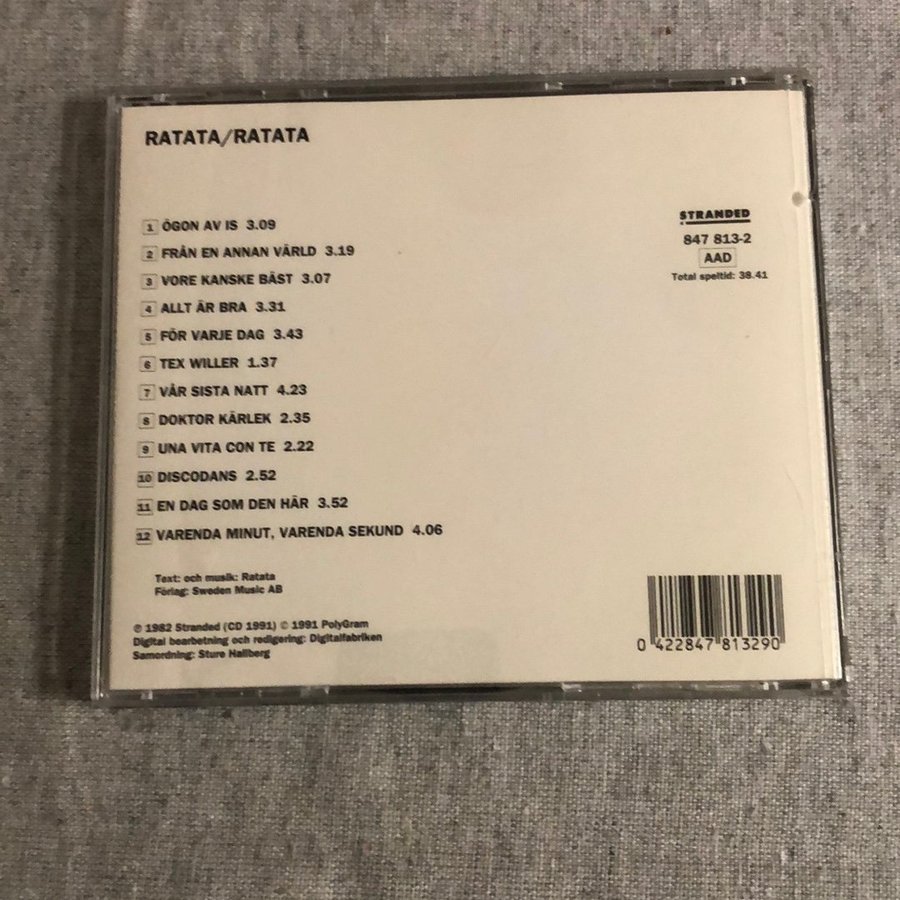 RATATA/RATATA
1 ÖGON AV IS 3.09
2 FRÅN EN ANNAN VÄRLD 3.19
3 VORE KANSKE BÄST 3.07
4 ALLT ÄR BRA 3.31
5 FÖR VARJE DAG 3.43
6 TEX WILLER 1.37
7 VÅR SISTA NATT 4.23
8 DOKTOR KÄRLEK 2.35
9 UNA VITA CON TE 2.22
10 DISCODANS 2.52
11 EN DAG SOM DEN HÄR 3.52
12 VARENDA MINUT, VARENDA SEKUND 4.06
STRANDED
847 813-2
AAD
Total speltid: 38.41
Text: och musik: Ratata
Förlag: Sweden Music AB
℗ 1982 Stranded (CD 1991) © 1991 PolyGram
Digital bearbetning och redigering: Digitalfabriken
Samordning: Sture Hallberg
0 422847 813290